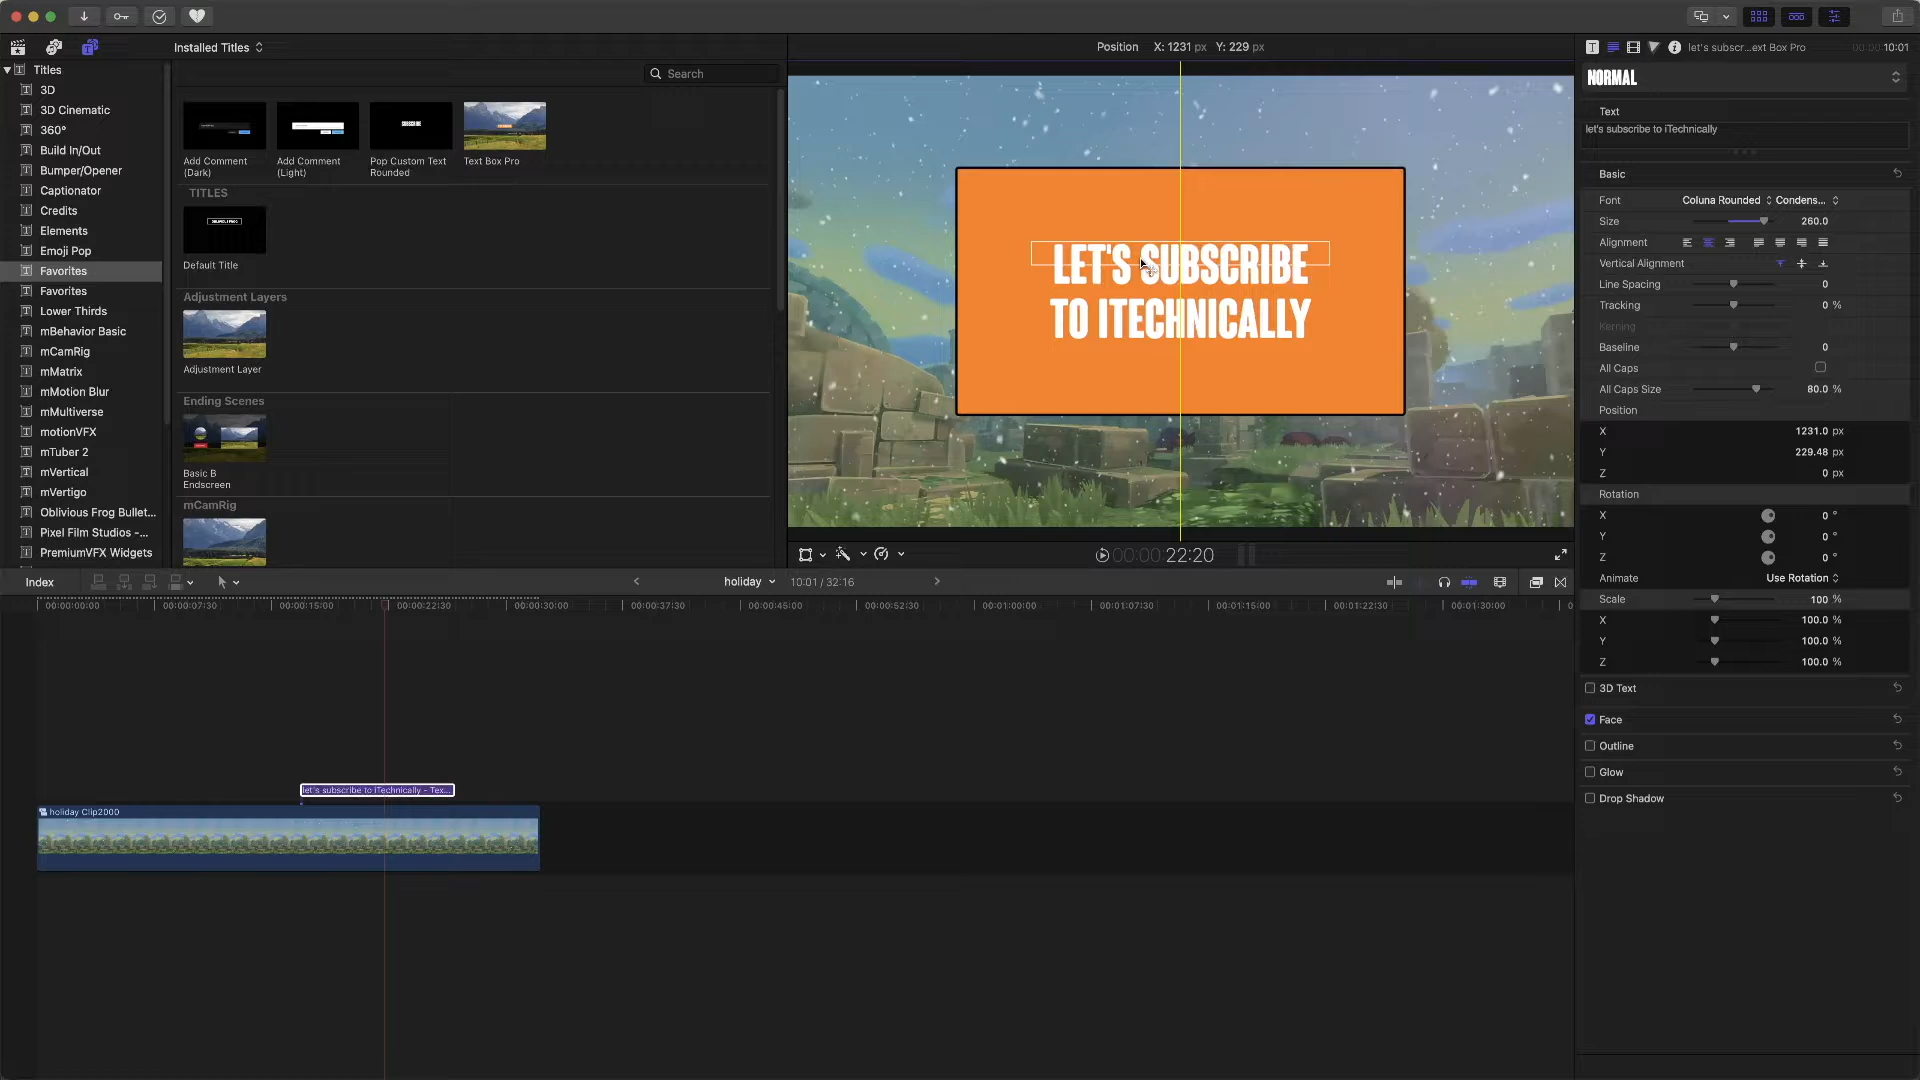 Installed Titles
Position X: 1231 px Y: 229 px
let's subscr...ext Box Pro 00:00:10:01
Titles
3D
3D Cinematic
360°
Build In/Out
Bumper/Opener
Captionator
Credits
Elements
Emoji Pop
Favorites
Favorites
Lower Thirds
mBehavior Basic
mCamRig
mMatrix
mMotion Blur
mMultiverse
motionVFX
mTuber 2
mVertical
mVertigo
Oblivious Frog Bullet...
Pixel Film Studios -...
PremiumVFX Widgets
Search
SUBSCRIBE
Add Comment
(Dark)
Add Comment
(Light)
Pop Custom Text
Rounded
Text Box Pro
TITLES
Default Title
Adjustment Layers
Adjustment Layer
Ending Scenes
Basic B
Endscreen
mCamRig
LET'S SUBSCRIBE
TO ITECHNICALLY
00:00:22:20
NORMAL
Text
let's subscribe to iTechnically
Basic
Font Coluna Rounded Condens...
Size 260.0
Alignment
Vertical Alignment
Line Spacing 0
Tracking 0 %
Kerning
Baseline 0
All Caps
All Caps Size 80.0 %
Position
X 1231.0 px
Y 229.48 px
Z 0 px
Rotation
X 0 °
Y 0 °
Z 0 °
Animate Use Rotation
Scale 100 %
X 100.0 %
Y 100.0 %
Z 100.0 %
3D Text
Face
Outline
Glow
Drop Shadow
Index
holiday 10:01 / 32:16
00:00:00:00 00:00:07:30 00:00:15:00 00:00:22:30 00:00:30:00 00:00:37:30 00:00:45:00 00:00:52:30 00:01:00:00 00:01:07:30 00:01:15:00 00:01:22:30 00:01:30:00
let's subscribe to iTechnically - Tex...
holiday Clip2000